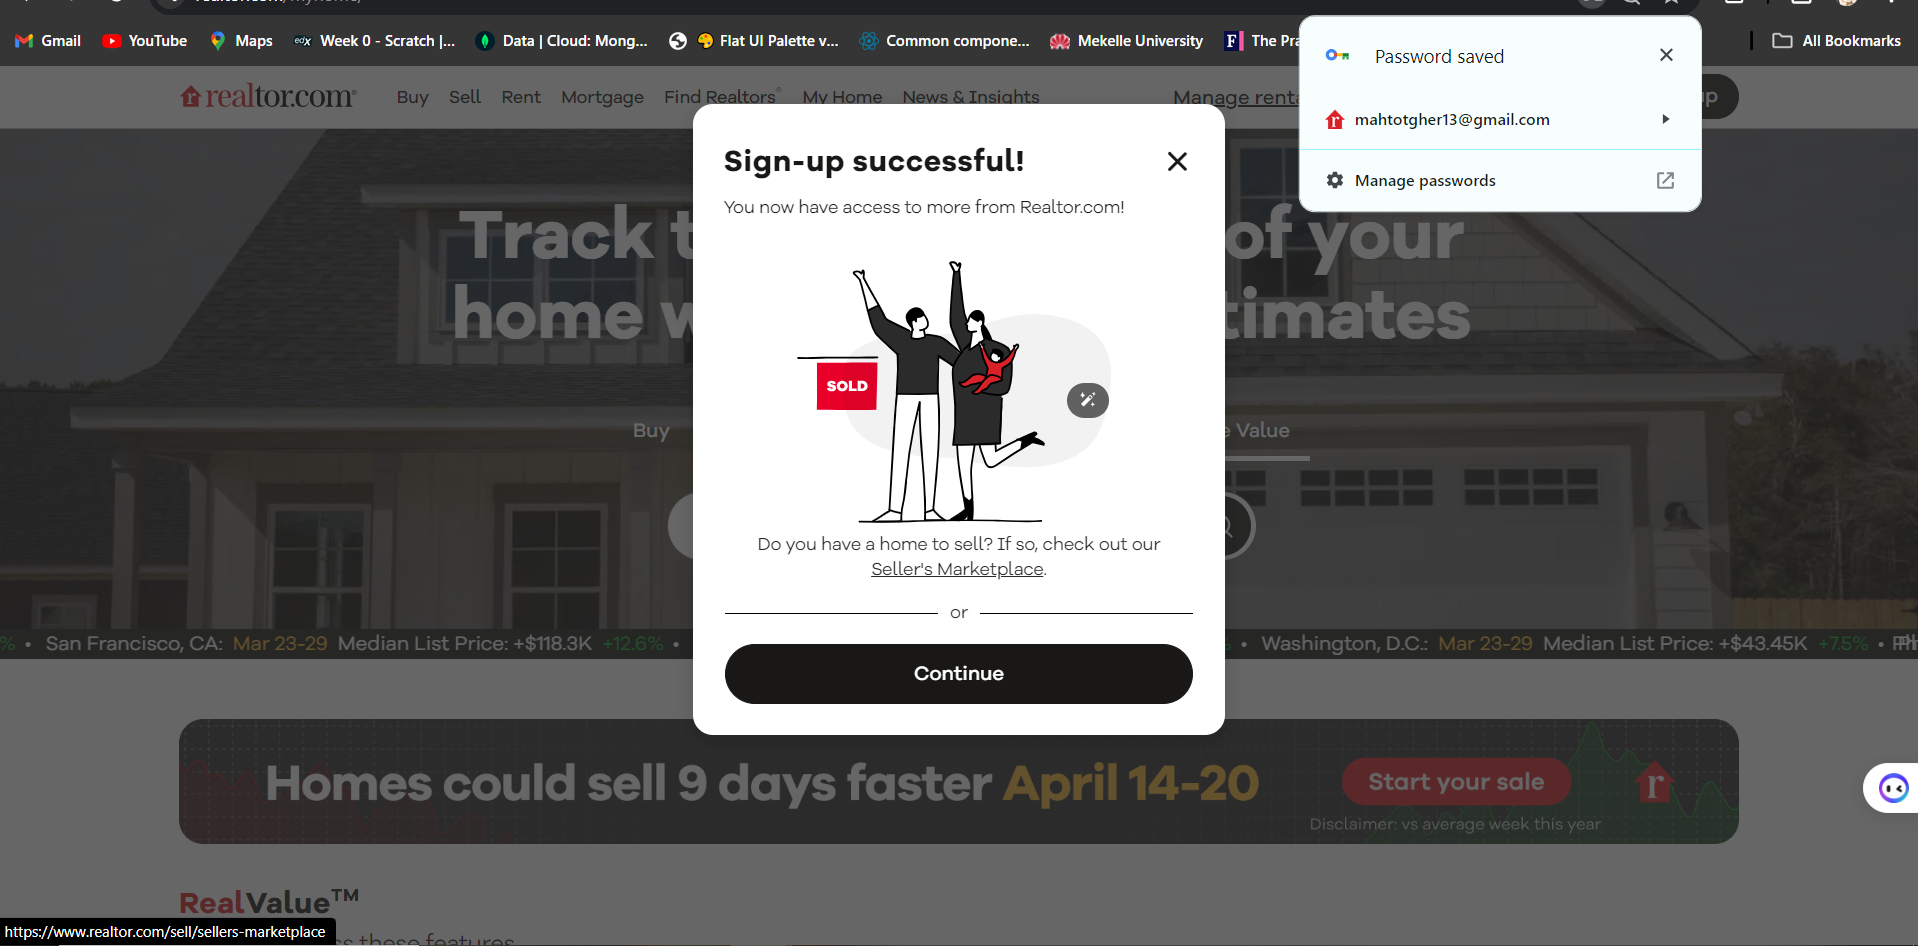 Gmail
YouTube
Maps
edX
Week 0 - Scratch |...
Data | Cloud: Mong...
Flat UI Palette v...
Common compone...
Mekelle University
F
The Pra
All Bookmarks
Password saved
mahtotgher13@gmail.com
Manage passwords
r realtor.com®
Buy
Sell
Rent
Mortgage
Find Realtors®
My Home
News & Insights
Manage renta
up
Track t
of your
home w
timates
Buy
e Value
Sign-up successful!
You now have access to more from Realtor.com!
SOLD
Do you have a home to sell? If so, check out our
Seller's Marketplace.
or
Continue
% • San Francisco, CA: Mar 23-29 Median List Price: +$118.3K +12.6% •
• Washington, D.C.: Mar 23-29 Median List Price: +$43.45K +7.5% •
Homes could sell 9 days faster April 14-20
Start your sale
r
Disclaimer: vs average week this year
RealValue™
these features
https://www.realtor.com/sell/sellers-marketplace